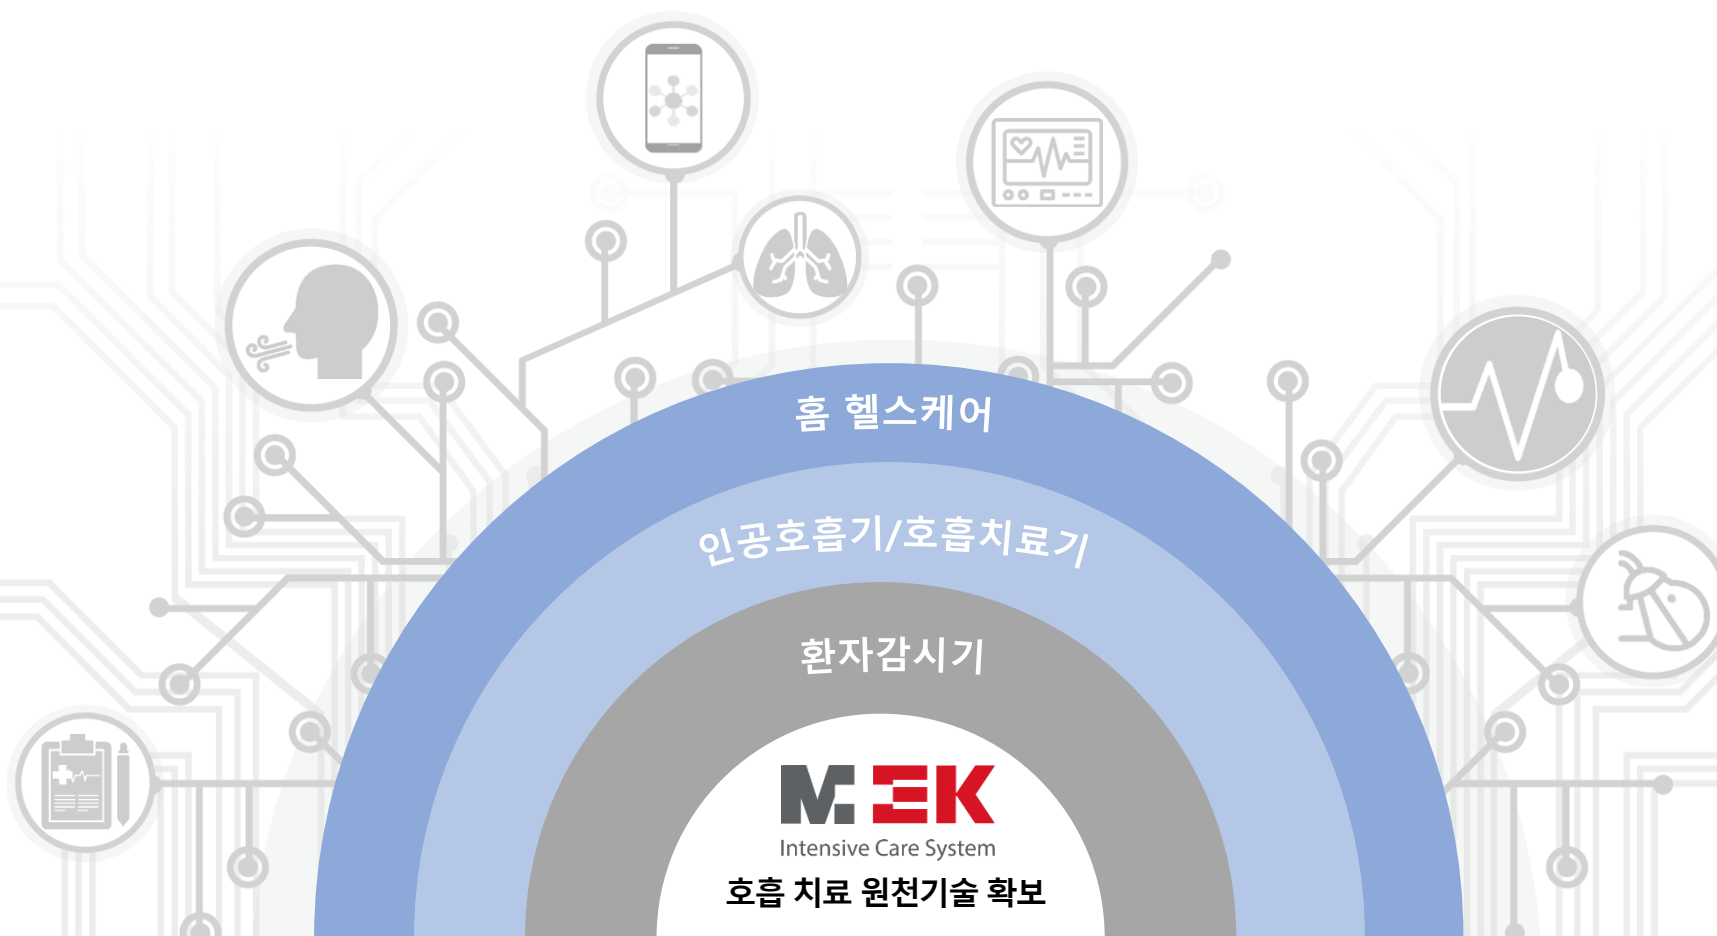 홈 헬스케어
인공호흡기/호흡치료기
환자감시기
MEK
Intensive Care System
호흡 치료 원천기술 확보